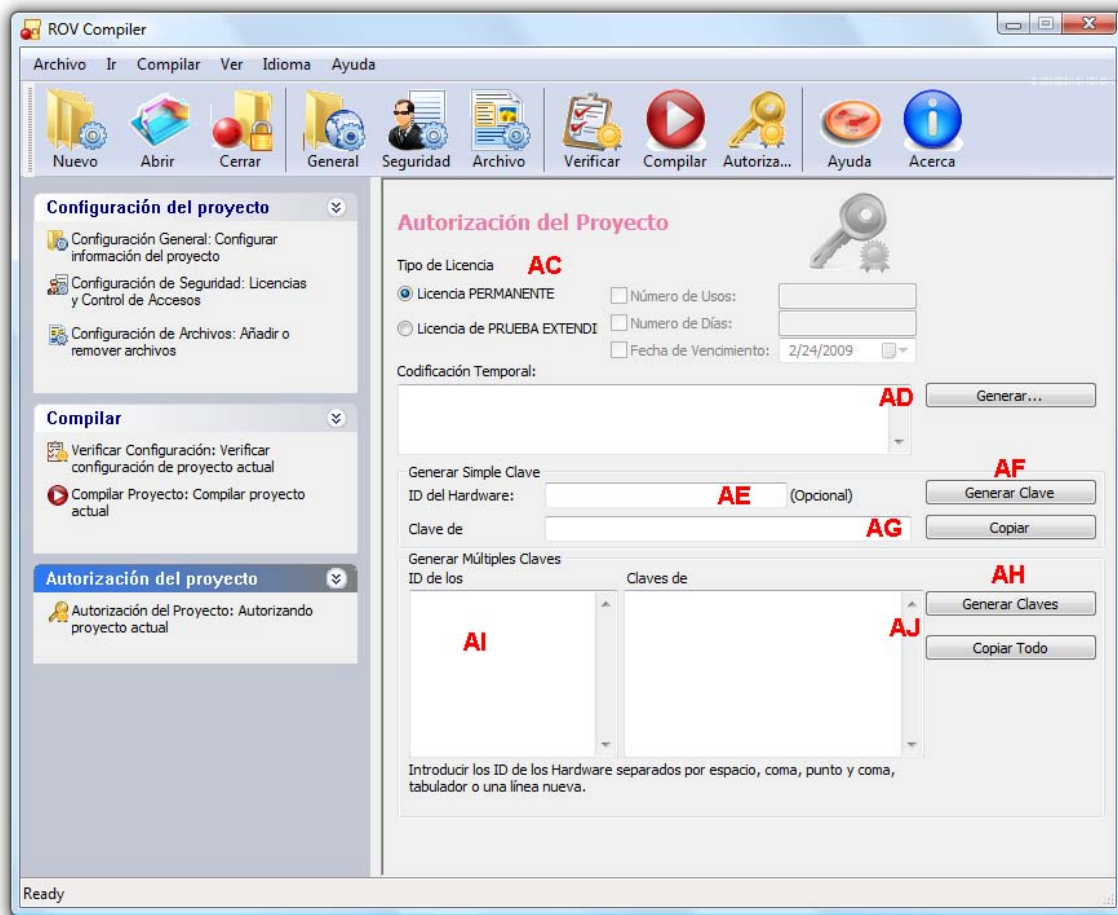 ROV Compiler
Archivo Ir Compilar Ver Idioma Ayuda
Nuevo Abrir Cerrar General Seguridad Archivo Verificar Compilar Autoriza... Ayuda Acerca
Configuración del proyecto
Configuración General: Configurar
información del proyecto
Configuración de Seguridad: Licencias
y Control de Accesos
Configuración de Archivos: Añadir o
remover archivos
Compilar
Verificar Configuración: Verificar
configuración de proyecto actual
Compilar Proyecto: Compilar proyecto
actual
Autorización del proyecto
Autorización del Proyecto: Autorizando
proyecto actual
Autorización del Proyecto
Tipo de Licencia AC
Licencia PERMANENTE Número de Usos:
Licencia de PRUEBA EXTENDI Numero de Días:
Fecha de Vencimiento: 2/24/2009
Codificación Temporal:
AD Generar...
Generar Simple Clave AF
ID del Hardware: AE (Opcional) Generar Clave
Clave de AG Copiar
Generar Múltiples Claves
ID de los Claves de AH
Generar Claves
AI AJ
Copiar Todo
Introducir los ID de los Hardware separados por espacio, coma, punto y coma,
tabulador o una línea nueva.
Ready